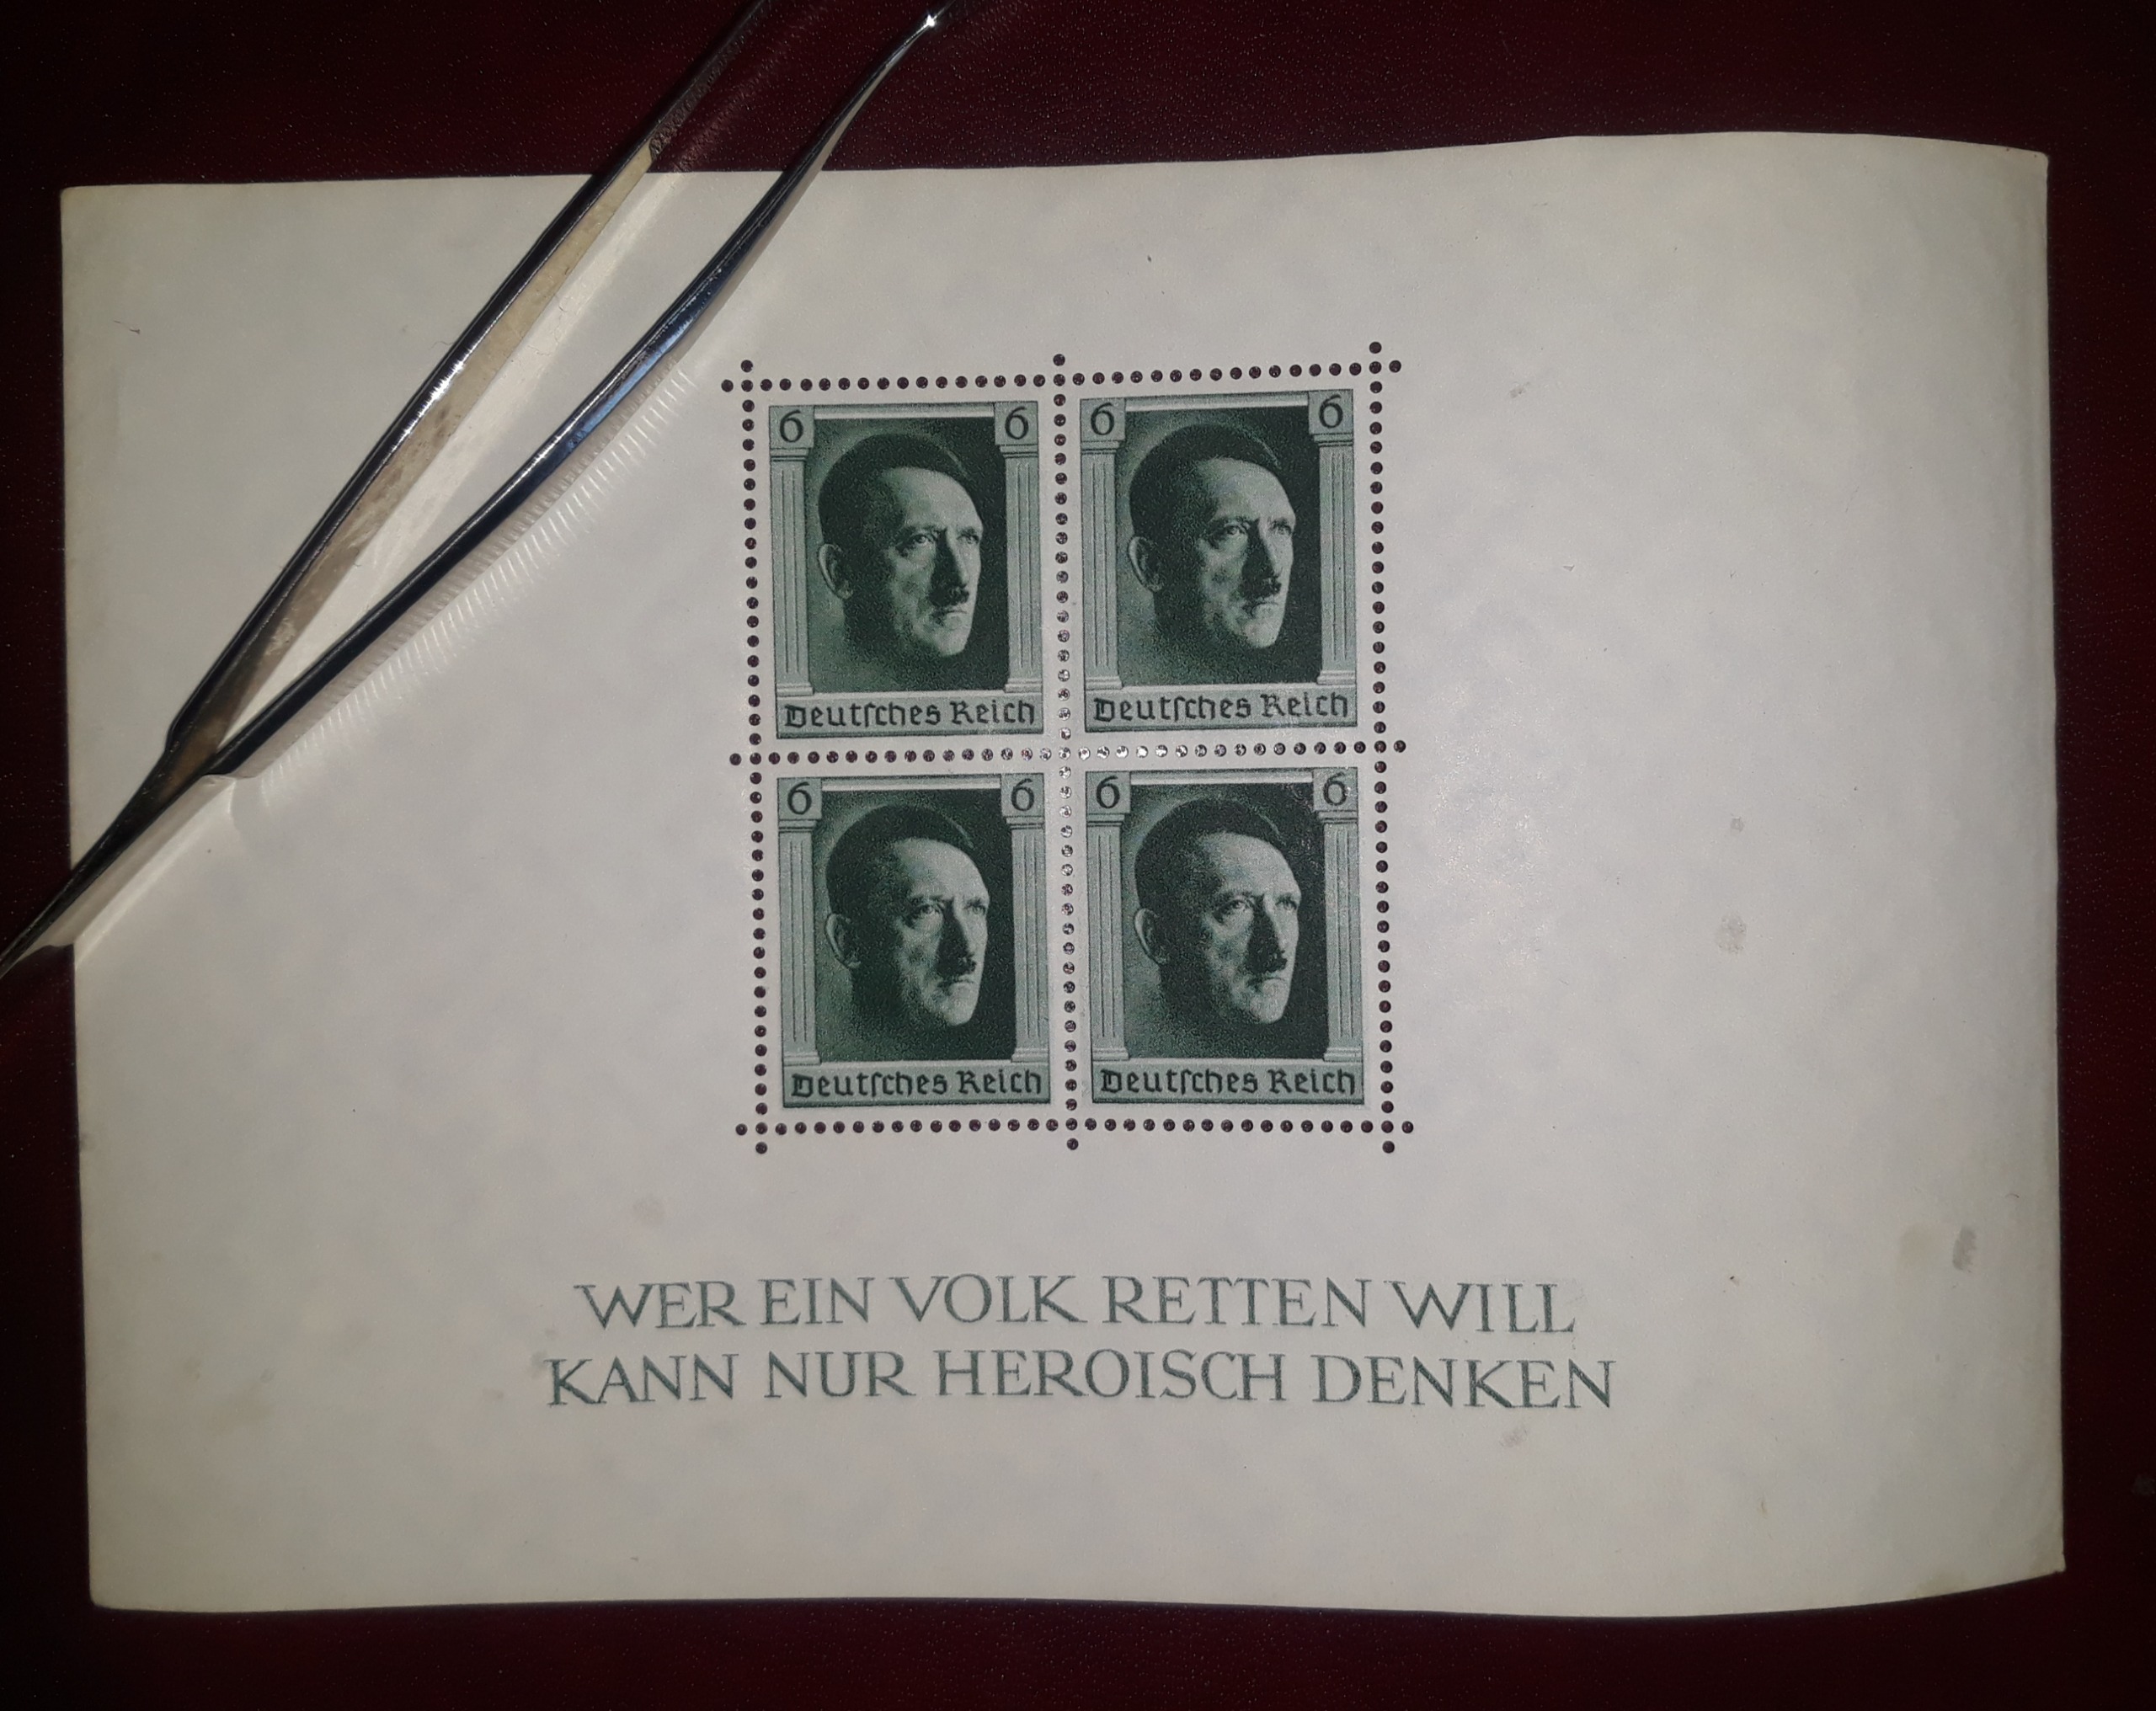 6 6 6 6
Deutſches Reich Deutſches Reich
6 6 6 6
Deutſches Reich Deutſches Reich
WER EIN VOLK RETTEN WILL
KANN NUR HEROISCH DENKEN